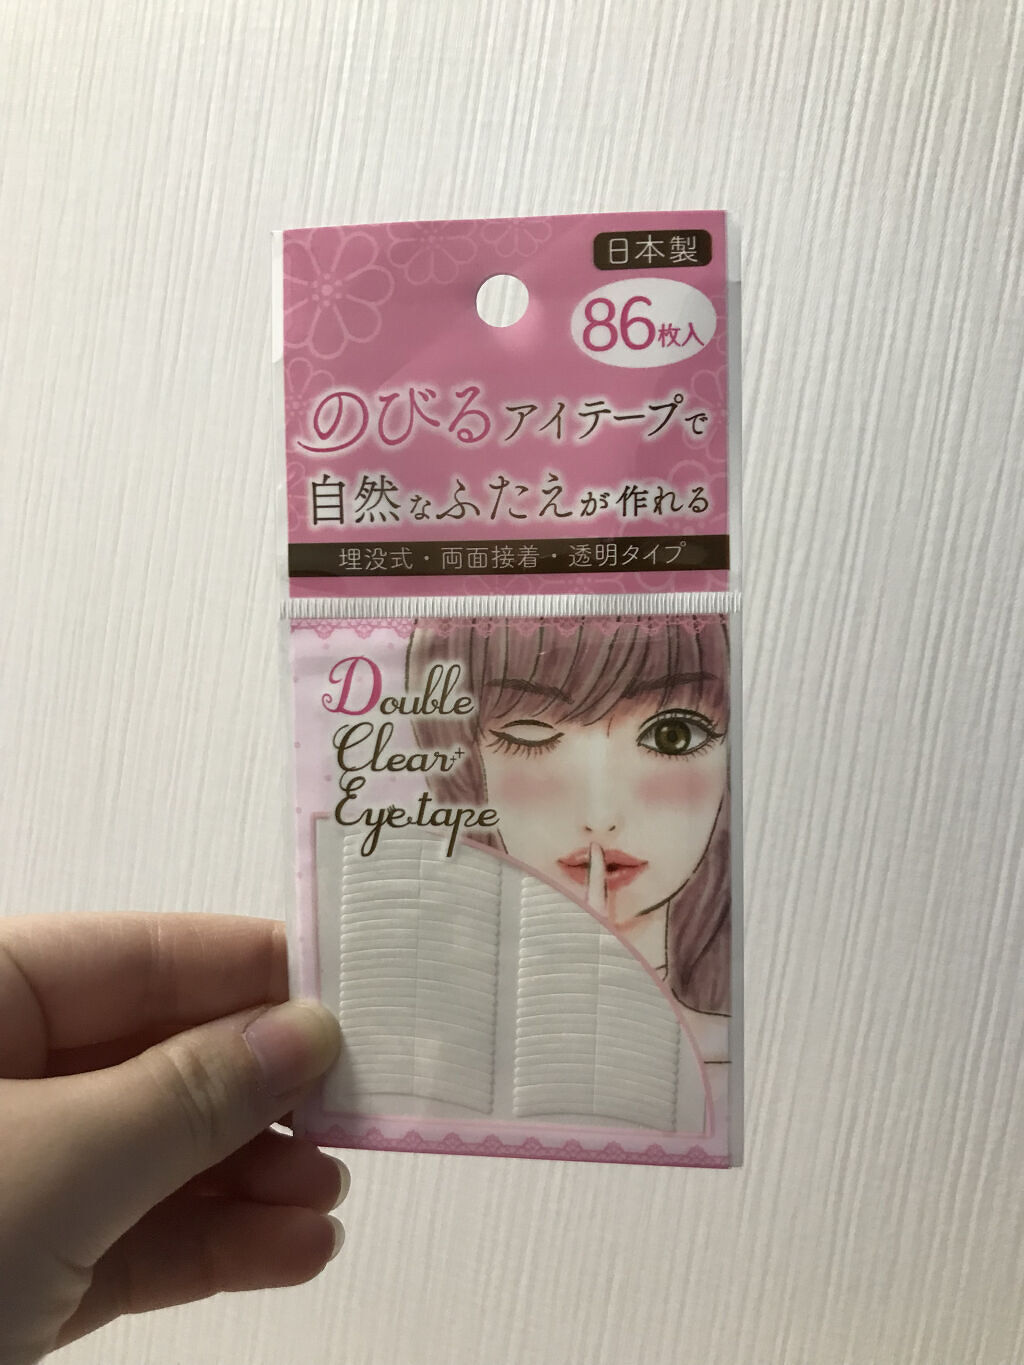 日本製
86枚入
のびるアイテープで
自然なふたえが作れる
埋没式・両面接着・透明タイプ
Double
Clear
Eyetape